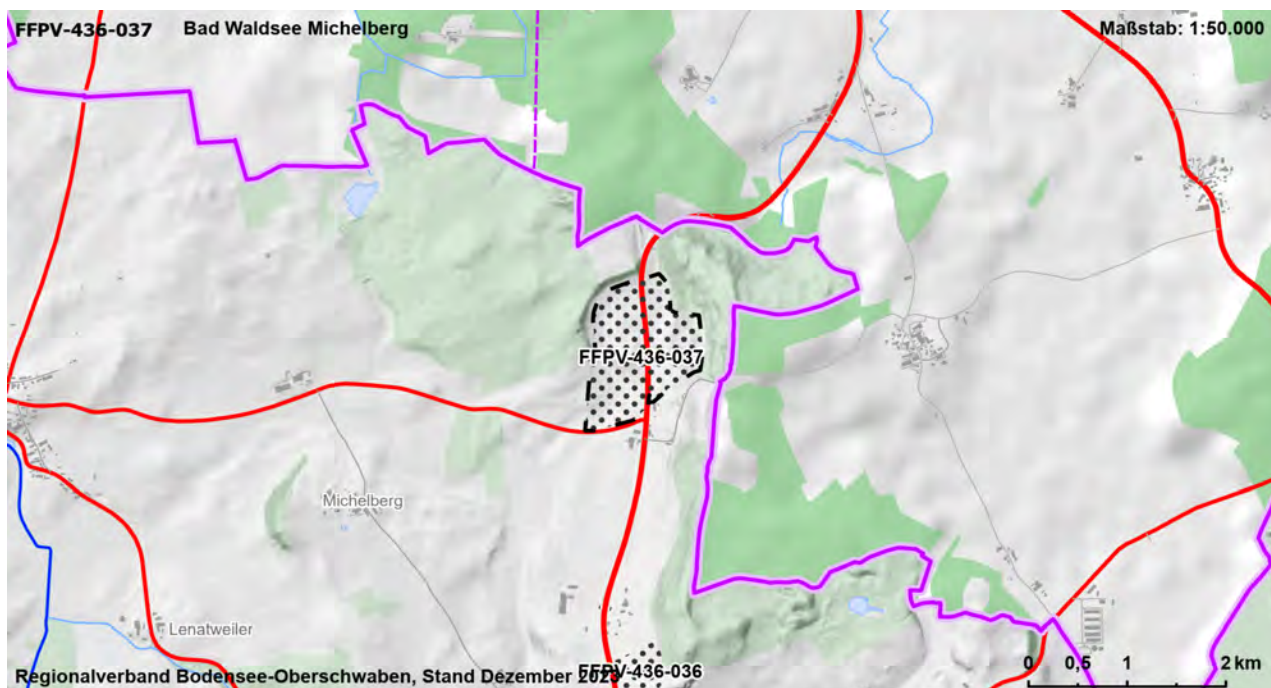 FFPV-436-037 Bad Waldsee Michelberg Maßstab: 1:50.000
FFPV-436-037
Michelberg
Lenatweiler
Regionalverband Bodensee-Oberschwaben, Stand Dezember 2023
FFPV-436-036
0 0,5 1 2 km